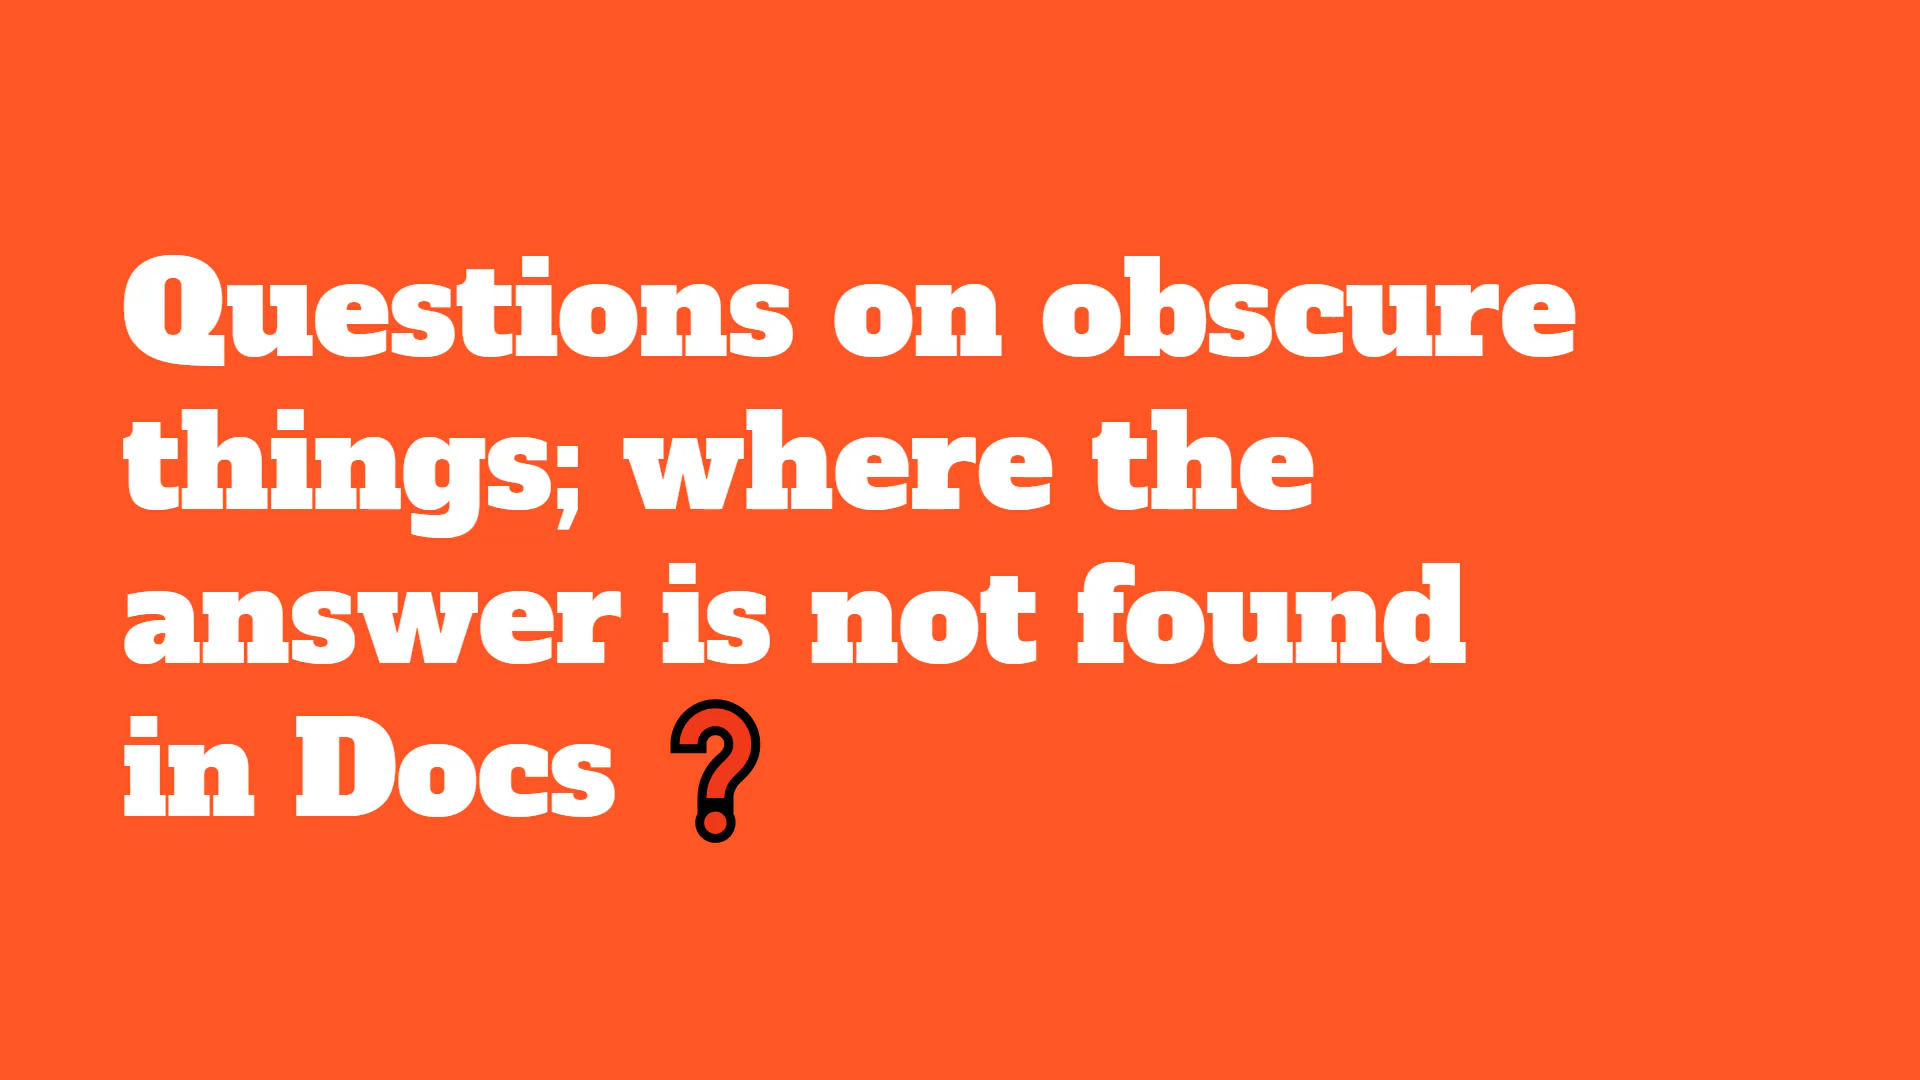 Questions on obscure
things; where the
answer is not found
in Docs ?